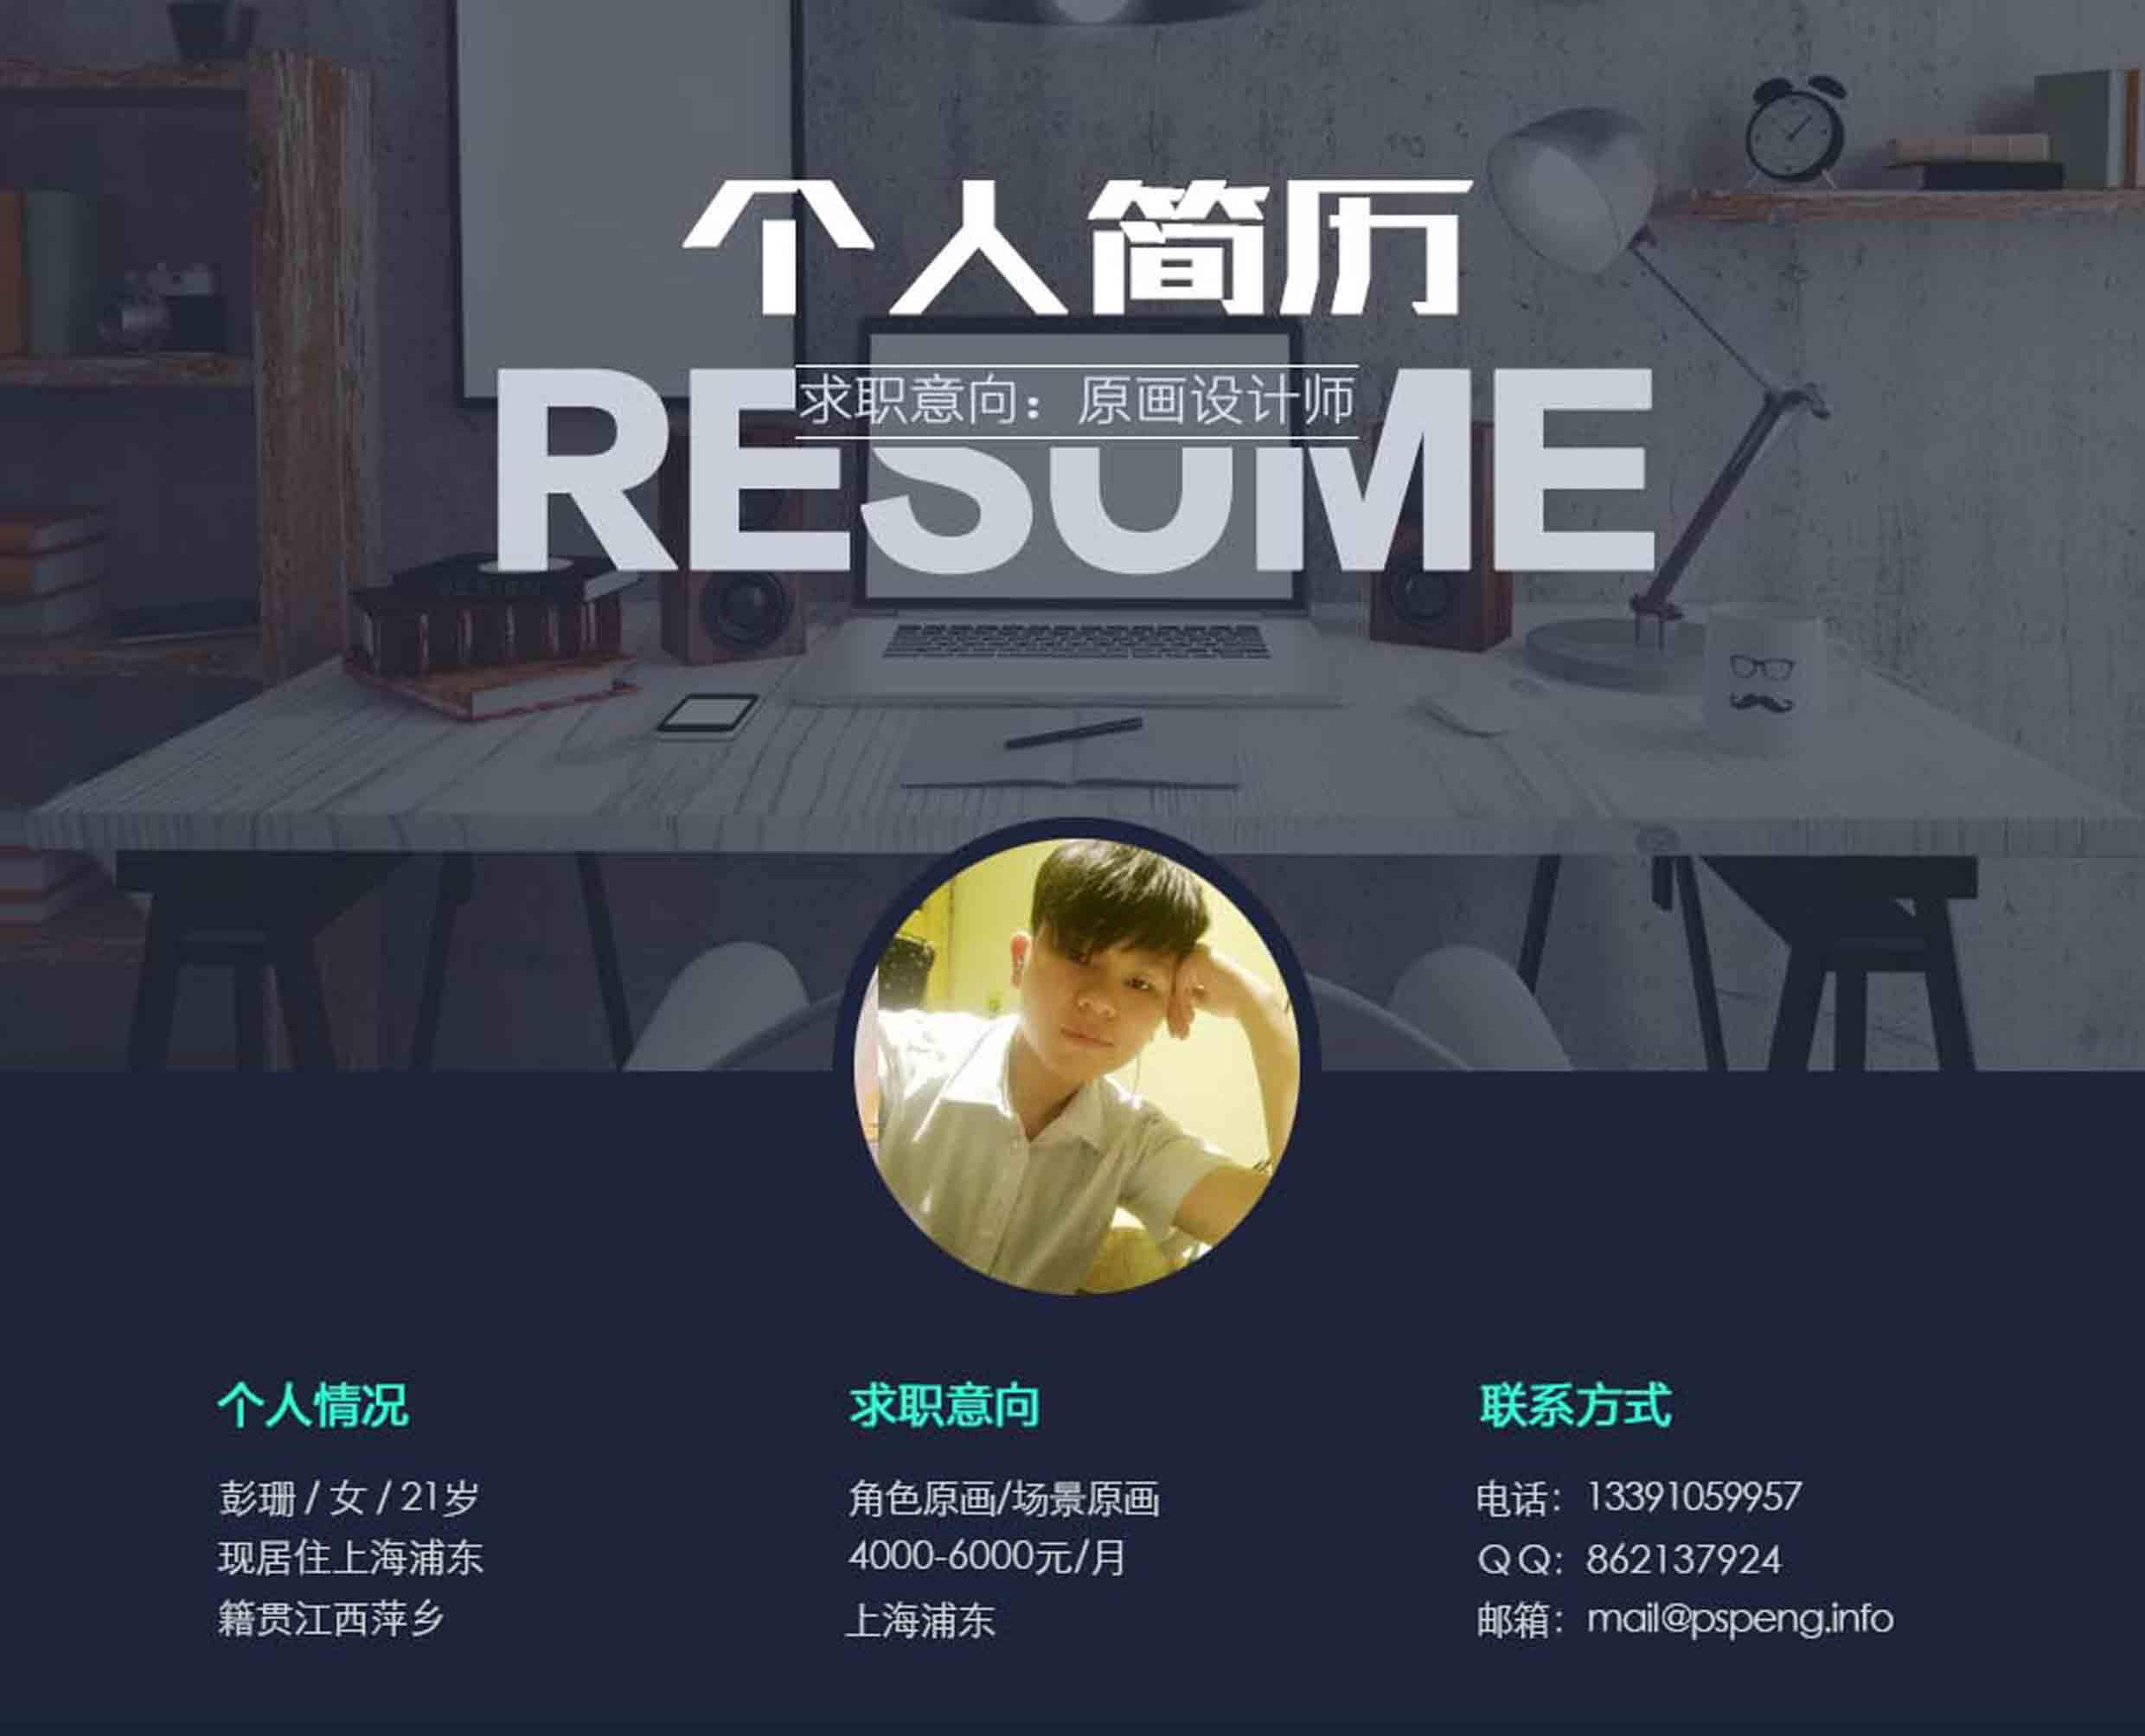 个人简历
求职意向：原画设计师
RESUME
个人情况
彭珊 / 女 / 21岁
现居住上海浦东
籍贯江西萍乡
求职意向
角色原画/场景原画
4000-6000元/月
上海浦东
联系方式
电话：13391059957
Q Q：862137924
邮箱：mail@pspeng.info